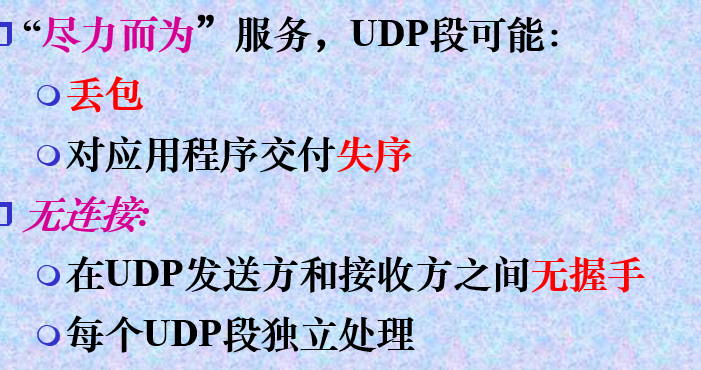 “尽力而为”服务，UDP段可能：
丢包
对应用程序交付失序
无连接:
在UDP发送方和接收方之间无握手
每个UDP段独立处理